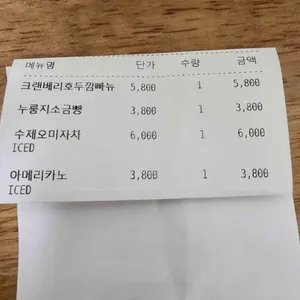 메뉴명 단가 수량 금액
크랜베리호두깜빠뉴 5,800 1 5,800
누룽지소금빵 3,800 1 3,800
수제오미자차 6,000 1 6,000
ICED
아메리카노 3,800 1 3,800
ICED